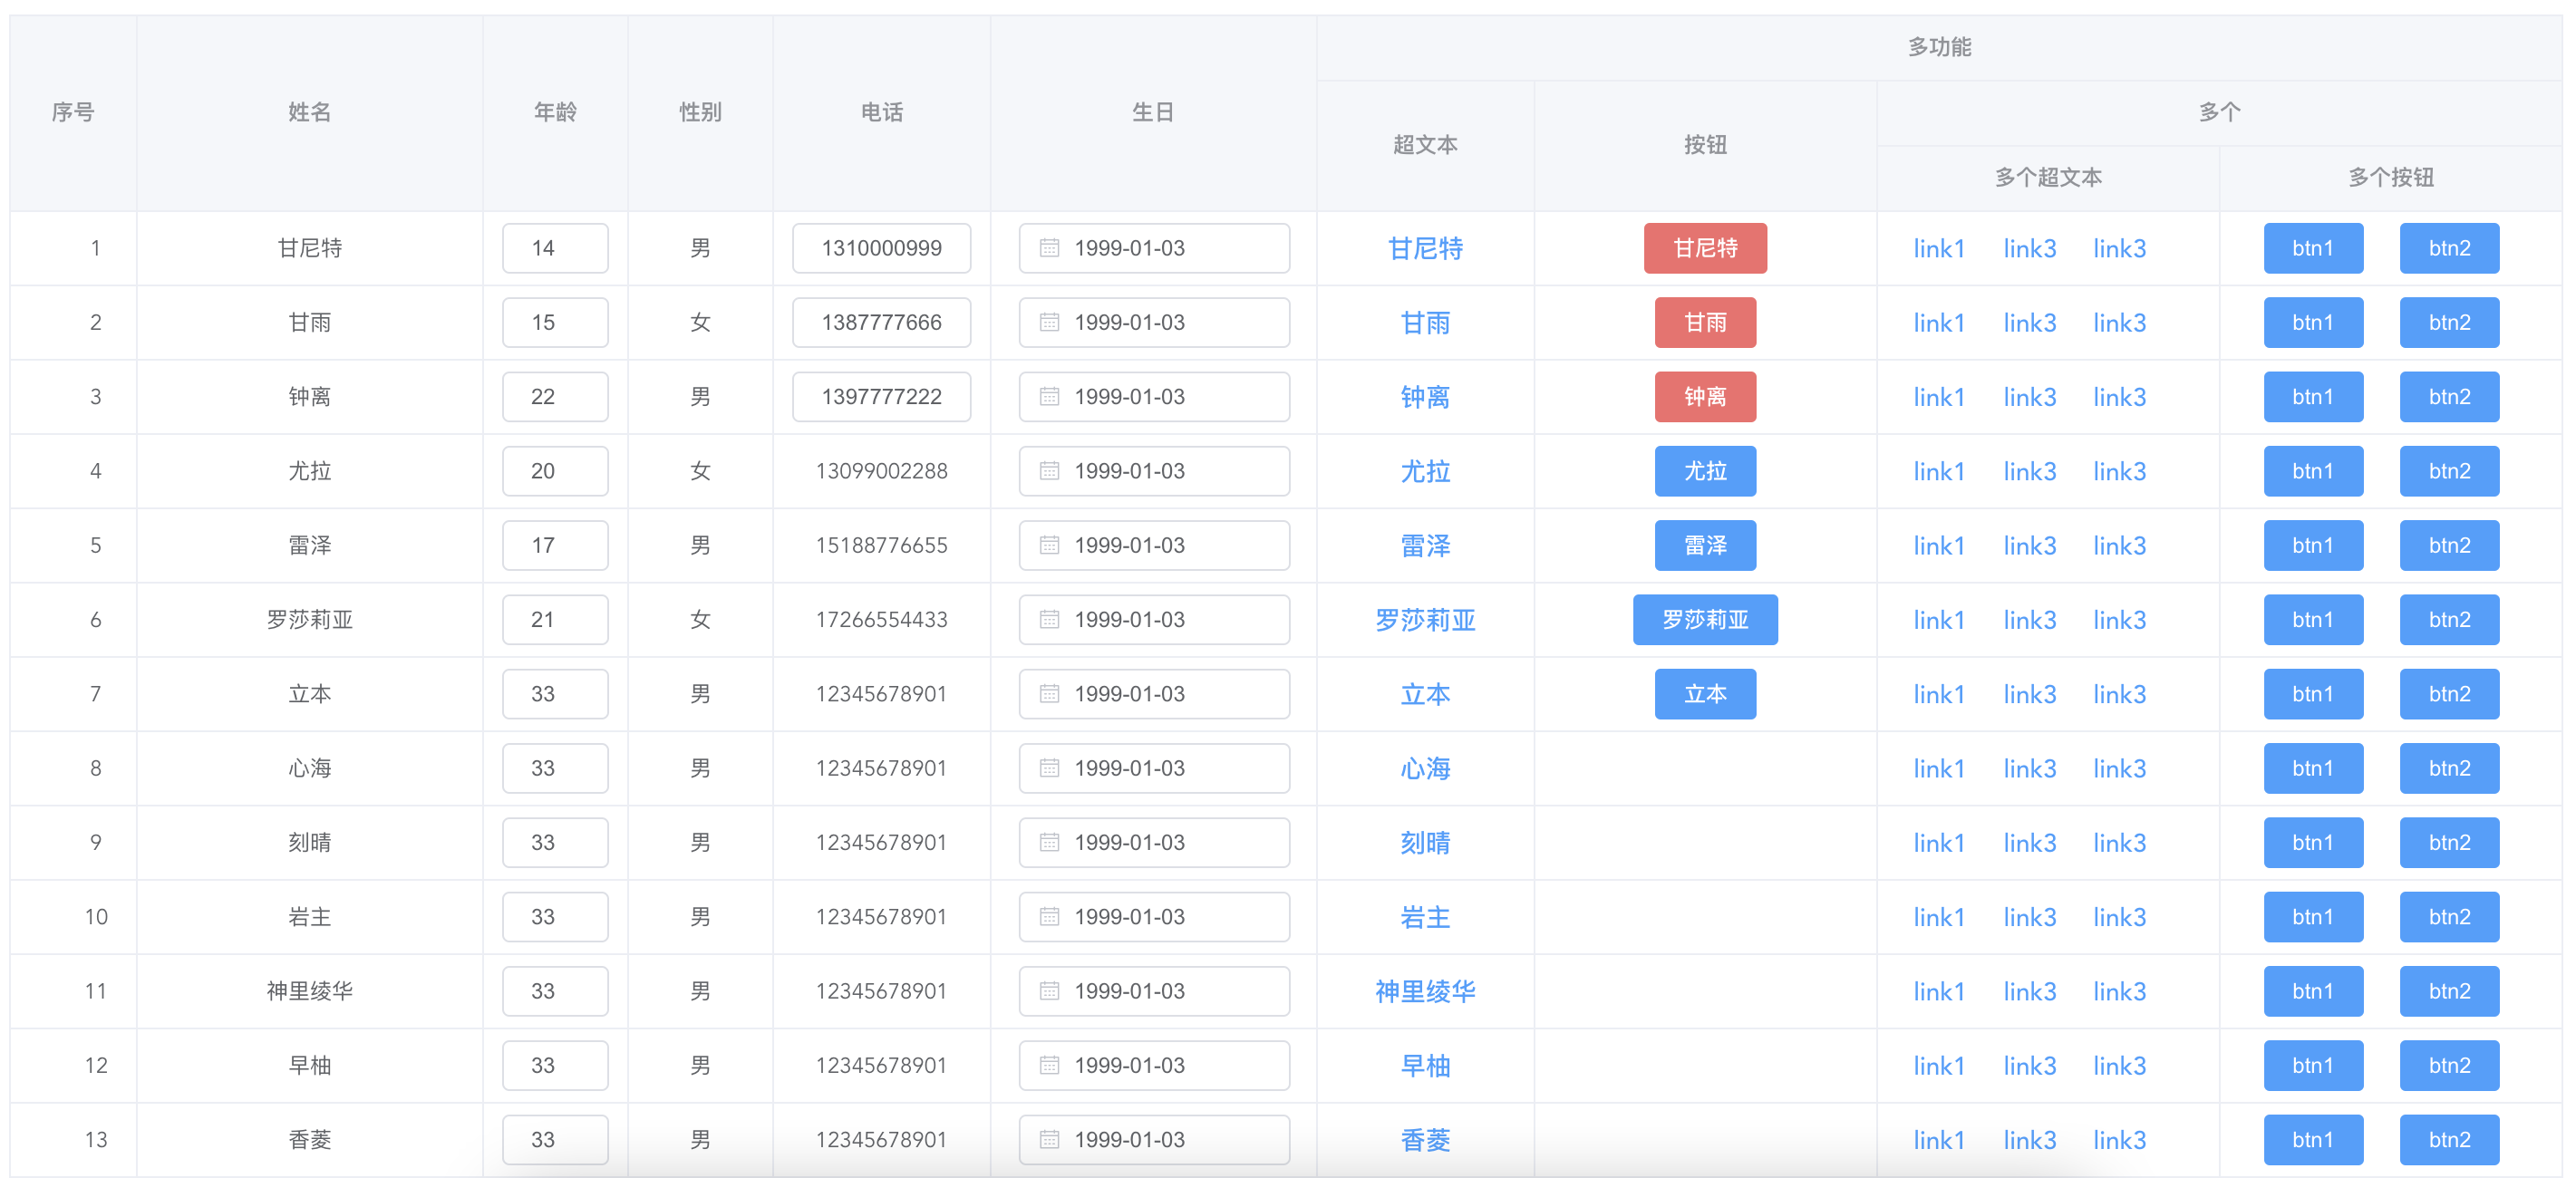 多功能
序号 姓名 年龄 性别 电话 生日 多个
超文本 按钮
多个超文本 多个按钮
1 甘尼特 14 男 1310000999 1999-01-03 甘尼特 甘尼特 link1 link3 link3 btn1 btn2
2 甘雨 15 女 1387777666 1999-01-03 甘雨 甘雨 link1 link3 link3 btn1 btn2
3 钟离 22 男 1397777222 1999-01-03 钟离 钟离 link1 link3 link3 btn1 btn2
4 尤拉 20 女 13099002288 1999-01-03 尤拉 尤拉 link1 link3 link3 btn1 btn2
5 雷泽 17 男 15188776655 1999-01-03 雷泽 雷泽 link1 link3 link3 btn1 btn2
6 罗莎莉亚 21 女 17266554433 1999-01-03 罗莎莉亚 罗莎莉亚 link1 link3 link3 btn1 btn2
7 立本 33 男 12345678901 1999-01-03 立本 立本 link1 link3 link3 btn1 btn2
8 心海 33 男 12345678901 1999-01-03 心海 link1 link3 link3 btn1 btn2
9 刻晴 33 男 12345678901 1999-01-03 刻晴 link1 link3 link3 btn1 btn2
10 岩主 33 男 12345678901 1999-01-03 岩主 link1 link3 link3 btn1 btn2
11 神里绫华 33 男 12345678901 1999-01-03 神里绫华 link1 link3 link3 btn1 btn2
12 早柚 33 男 12345678901 1999-01-03 早柚 link1 link3 link3 btn1 btn2
13 香菱 33 男 12345678901 1999-01-03 香菱 link1 link3 link3 btn1 btn2